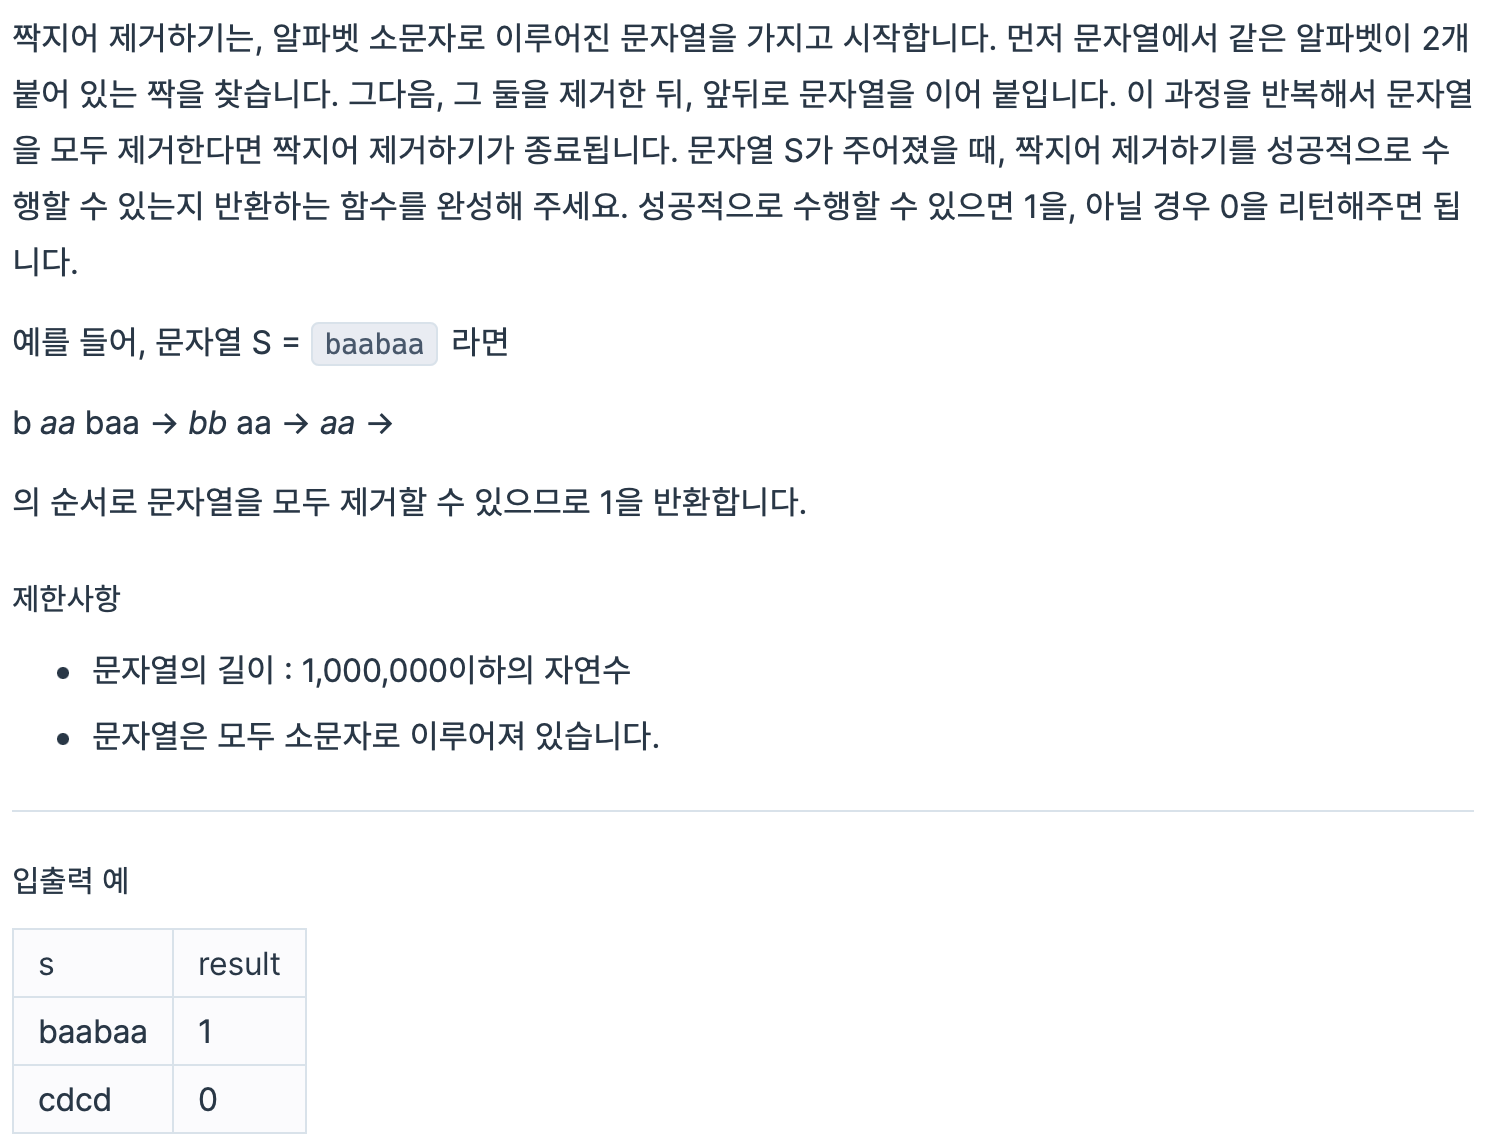 짝지어 제거하기는, 알파벳 소문자로 이루어진 문자열을 가지고 시작합니다. 먼저 문자열에서 같은 알파벳이 2개
붙어 있는 짝을 찾습니다. 그다음, 그 둘을 제거한 뒤, 앞뒤로 문자열을 이어 붙입니다. 이 과정을 반복해서 문자열
을 모두 제거한다면 짝지어 제거하기가 종료됩니다. 문자열 S가 주어졌을 때, 짝지어 제거하기를 성공적으로 수
행할 수 있는지 반환하는 함수를 완성해 주세요. 성공적으로 수행할 수 있으면 1을, 아닐 경우 0을 리턴해주면 됩
니다.
예를 들어, 문자열 S = baabaa 라면
b aa baa → bb aa → aa →
의 순서로 문자열을 모두 제거할 수 있으므로 1을 반환합니다.
제한사항
• 문자열의 길이 : 1,000,000이하의 자연수
• 문자열은 모두 소문자로 이루어져 있습니다.
입출력 예
s result
baabaa 1
cdcd 0